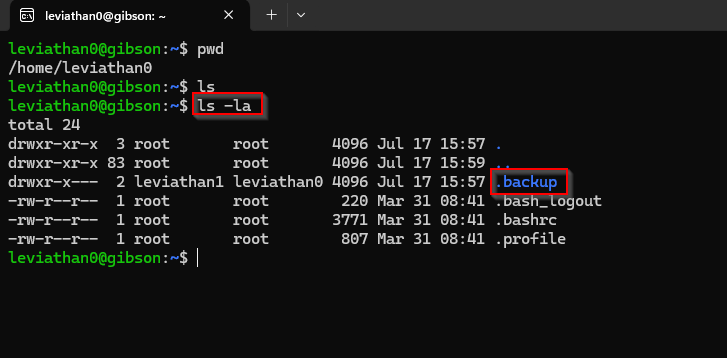 leviathan0@gibson: ~
leviathan0@gibson:~$ pwd
/home/leviathan0
leviathan0@gibson:~$ ls
leviathan0@gibson:~$ ls -la
total 24
drwxr-xr-x  3 root       root       4096 Jul 17 15:57 .
drwxr-xr-x 83 root       root       4096 Jul 17 15:59 ..
drwxr-x---  2 leviathan1 leviathan0 4096 Jul 17 15:57 .backup
-rw-r--r--  1 root       root        220 Mar 31 08:41 .bash_logout
-rw-r--r--  1 root       root       3771 Mar 31 08:41 .bashrc
-rw-r--r--  1 root       root        807 Mar 31 08:41 .profile
leviathan0@gibson:~$